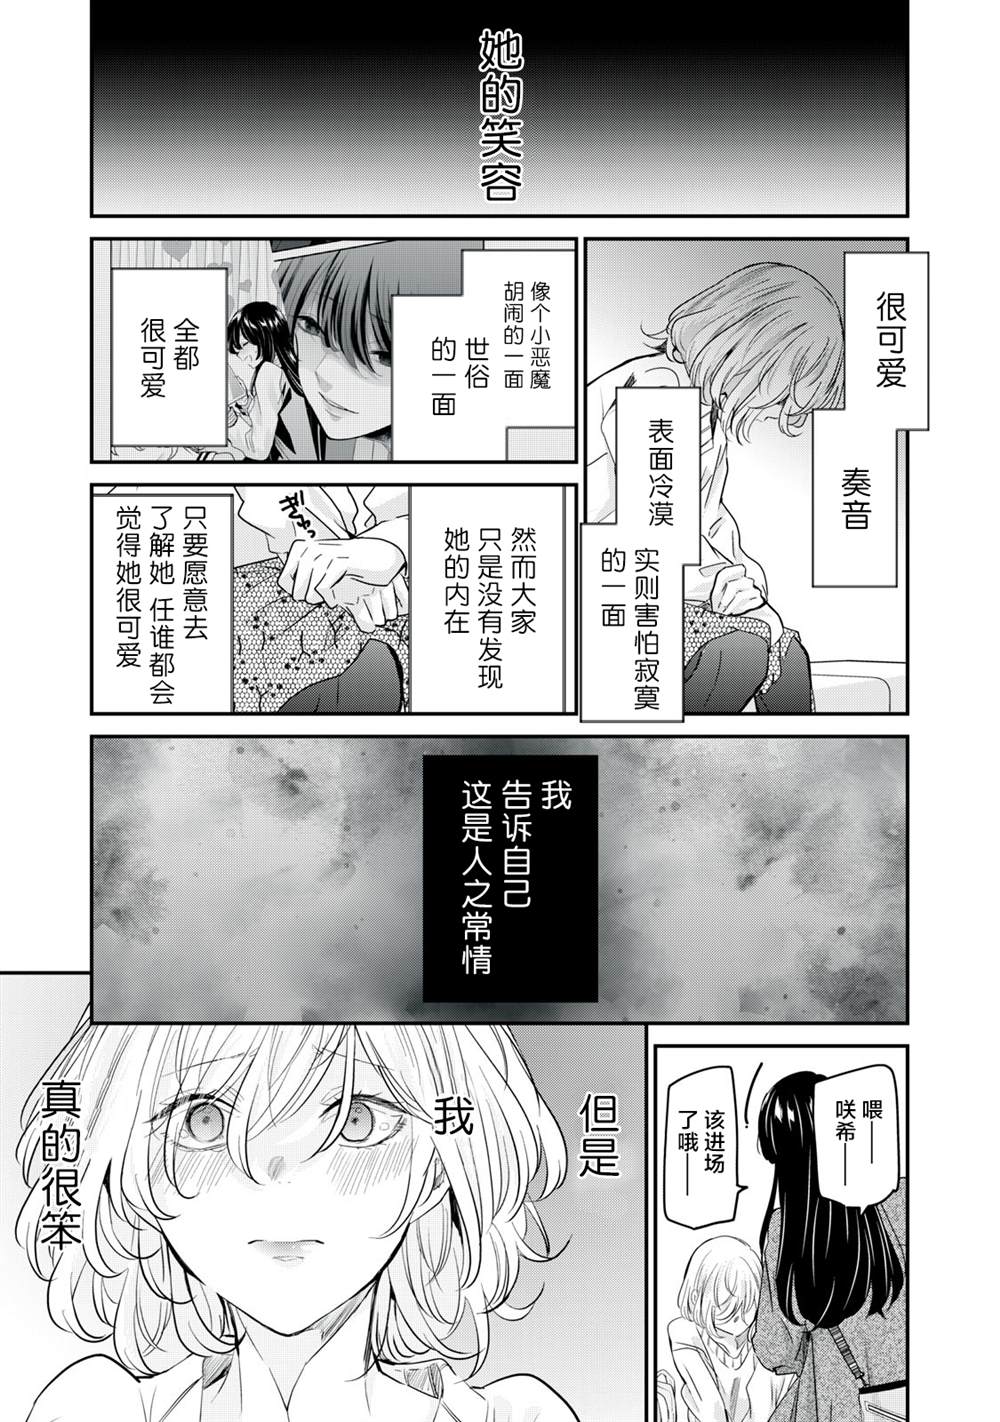 她的笑容
很可爱
奏音
表面冷漠
实则害怕寂寞
的一面
像个小恶魔
胡闹的一面
世俗
的一面
全都
很可爱
然而大家
只是没有发现
她的内在
ぎゅっ
只要愿意去
了解她 任谁都会
觉得她很可爱
我
告诉自己
这是人之常情
喂——
咲希——
该进场
了哦——
但是
我
真的很笨